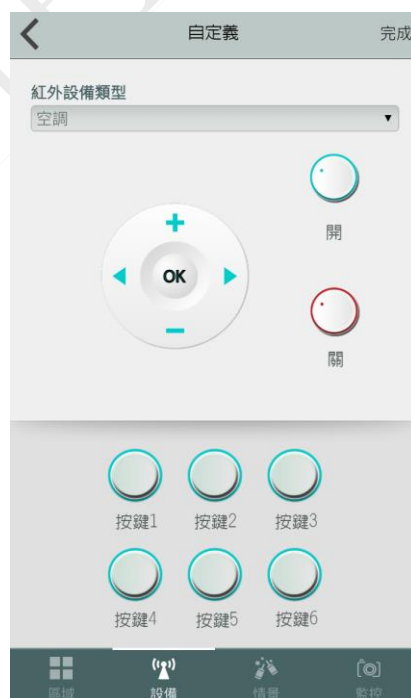 自定義
完成
紅外設備類型
空調
+
OK
−
開
關
按鍵1 按鍵2 按鍵3
按鍵4 按鍵5 按鍵6
區域 設備 情景 監控